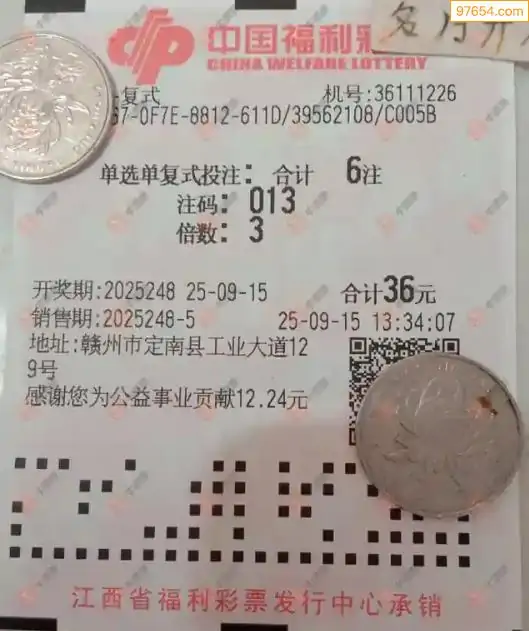 97654.com
中国福利彩
CHINA WELFARE LOTTERY
复式 机号:36111226
67-0F7E-8812-611D/39562108/C005B
单选单复式投注: 合计 6注
注码: 013
倍数: 3
开奖期:2025248 25-09-15 合计36元
销售期:2025248-5 25-09-15 13:34:07
地址:赣州市定南县工业大道12
9号
感谢您为公益事业贡献12.24元
江西省福利彩票发行中心承销